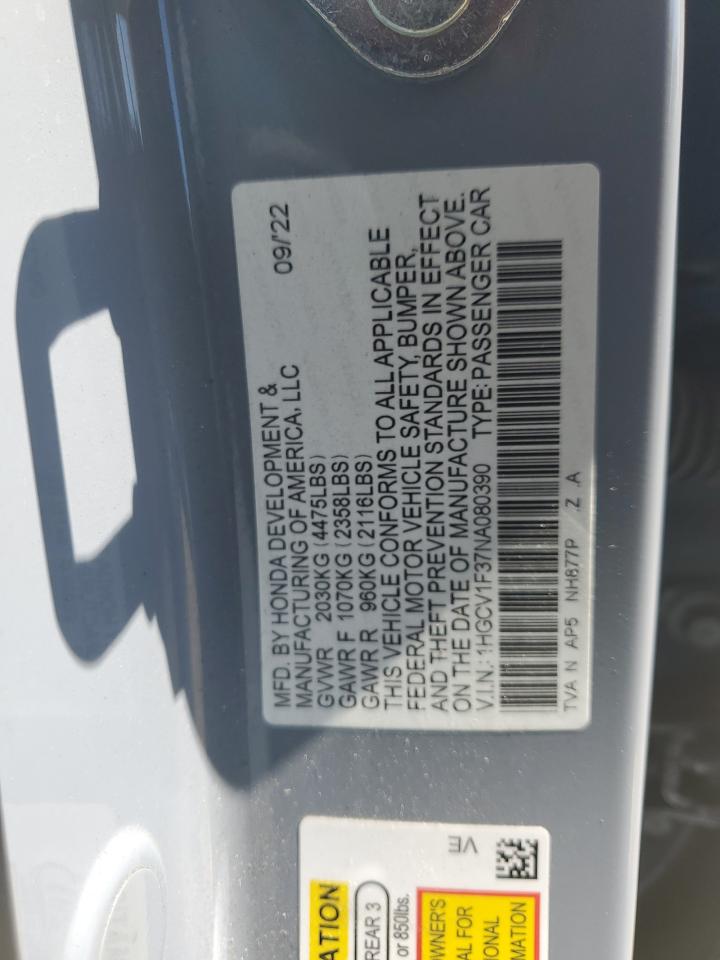 MFD. BY HONDA DEVELOPMENT &
MANUFACTURING OF AMERICA, LLC 09/'22
GVWR 2030KG (4475LBS)
GAWR F 1070KG (2358LBS)
GAWR R 960KG (2116LBS)
THIS VEHICLE CONFORMS TO ALL APPLICABLE
FEDERAL MOTOR VEHICLE SAFETY, BUMPER,
AND THEFT PREVENTION STANDARDS IN EFFECT
ON THE DATE OF MANUFACTURE SHOWN ABOVE.
V.I.N.: 1HGCV1F37NA080390 TYPE: PASSENGER CAR
TVA N AP5 NH877P Z A
ATION
REAR 3
or 850lbs.
OWNER'S
AL FOR
IONAL
MATION
VE